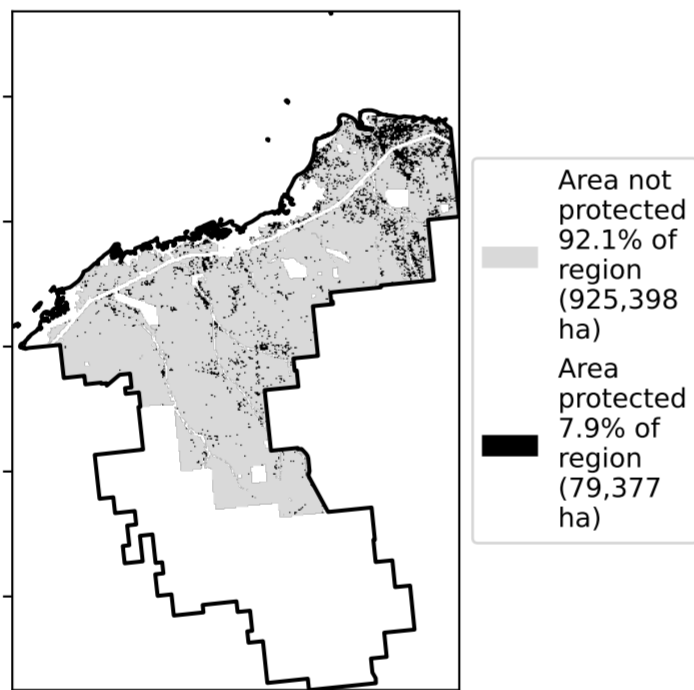 Area not
protected
92.1% of
region
(925,398
ha)
Area
protected
7.9% of
region
(79,377
ha)